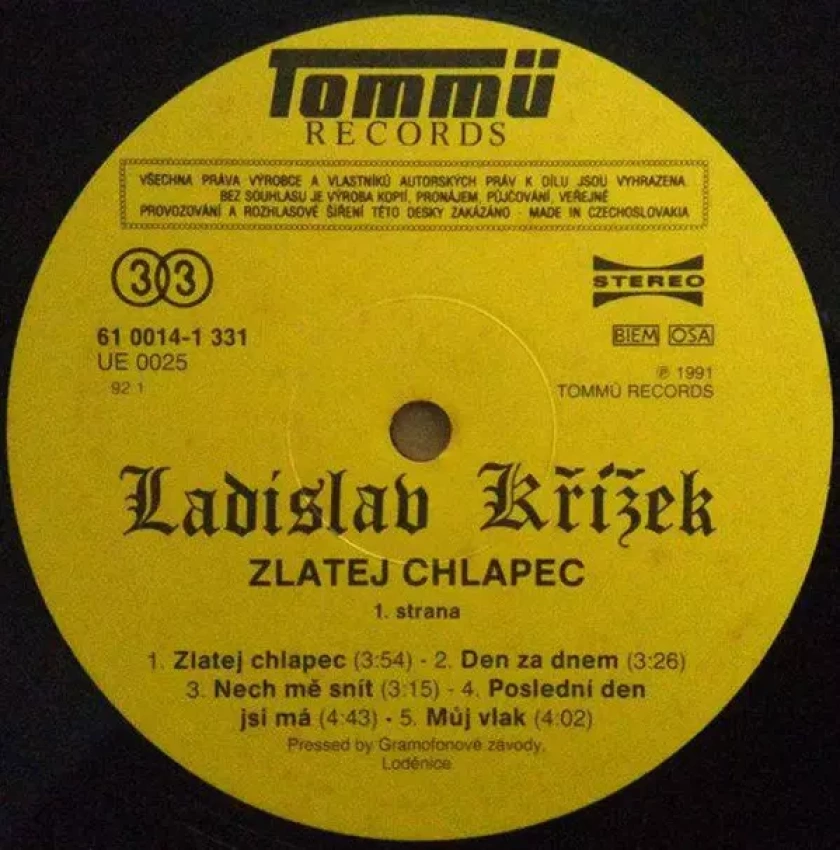 Tommü
RECORDS
VŠECHNA PRÁVA VÝROBCE A VLASTNÍKŮ AUTORSKÝCH PRÁV K DÍLU JSOU VYHRAZENA.
BEZ SOUHLASU JE VÝROBA KOPIÍ, PRONÁJEM, PŮJČOVÁNÍ, VEŘEJNÉ
PROVOZOVÁNÍ A ROZHLASOVÉ ŠÍŘENÍ TÉTO DESKY ZAKÁZÁNO - MADE IN CZECHOSLOVAKIA
33
STEREO
61 0014-1 331
UE 0025
92 1
BIEM OSA
℗ 1991
TOMMÜ RECORDS
Ladislav Křížek
ZLATEJ CHLAPEC
1. strana
1. Zlatej chlapec (3:54) - 2. Den za dnem (3:26)
3. Nech mě snít (3:15) - 4. Poslední den
jsi má (4:43) - 5. Můj vlak (4:02)
Pressed by Gramofonové závody,
Loděnice